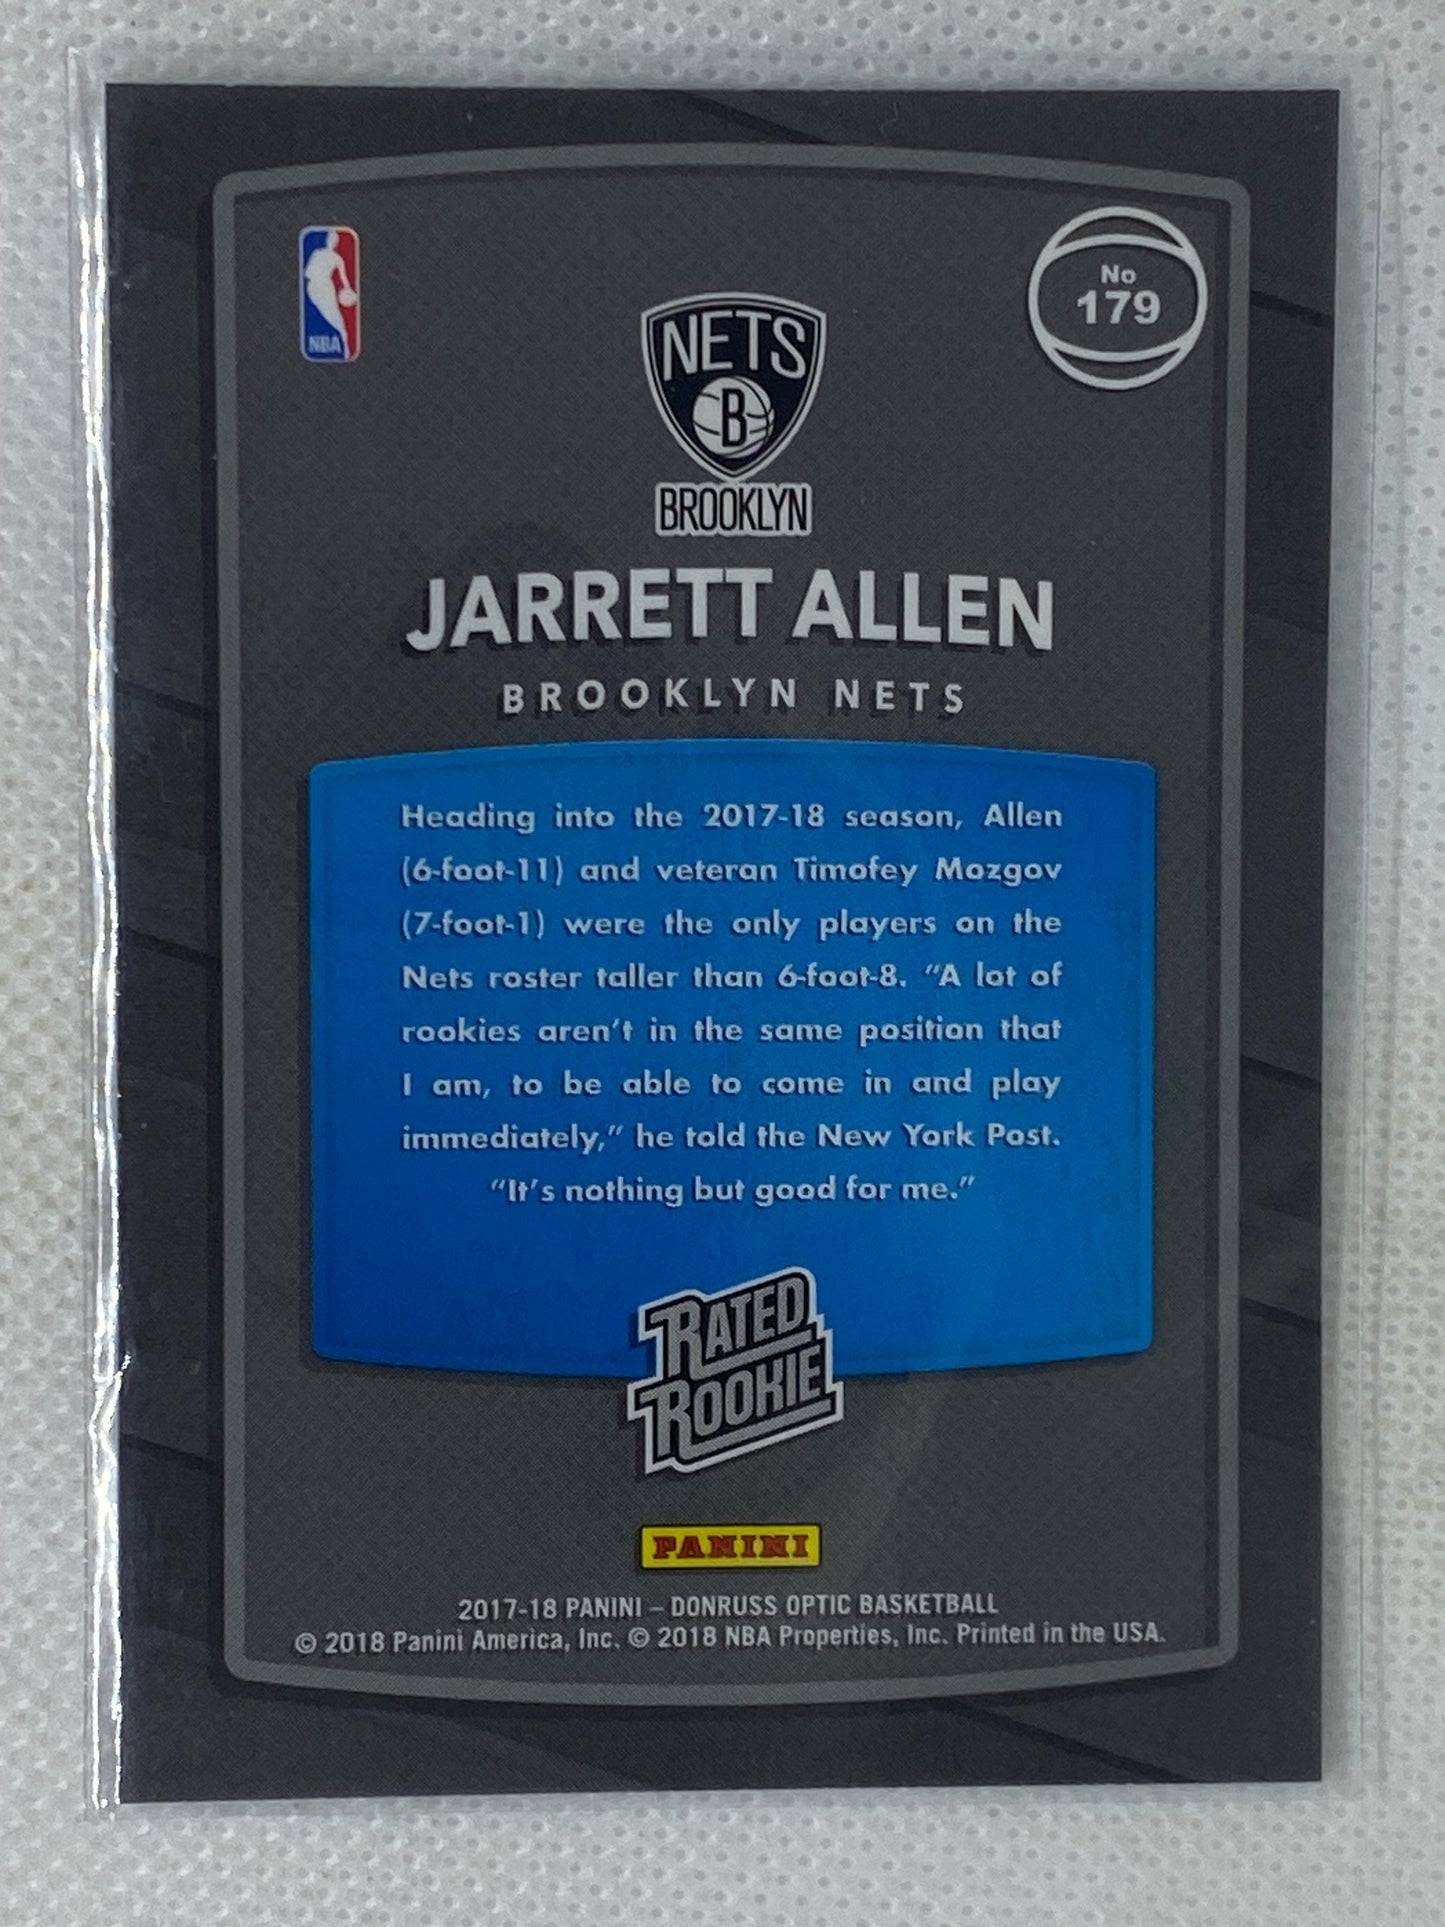 NBA
NETS
B
BROOKLYN
No
179
JARRETT ALLEN
BROOKLYN NETS
Heading into the 2017-18 season, Allen
(6-foot-11) and veteran Timofey Mozgov
(7-foot-1) were the only players on the
Nets roster taller than 6-foot-8. “A lot of
rookies aren’t in the same position that
I am, to be able to come in and play
immediately,” he told the New York Post.
“It’s nothing but good for me.”
RATED
ROOKIE
PANINI
2017-18 PANINI – DONRUSS OPTIC BASKETBALL
© 2018 Panini America, Inc. © 2018 NBA Properties, Inc. Printed in the USA.